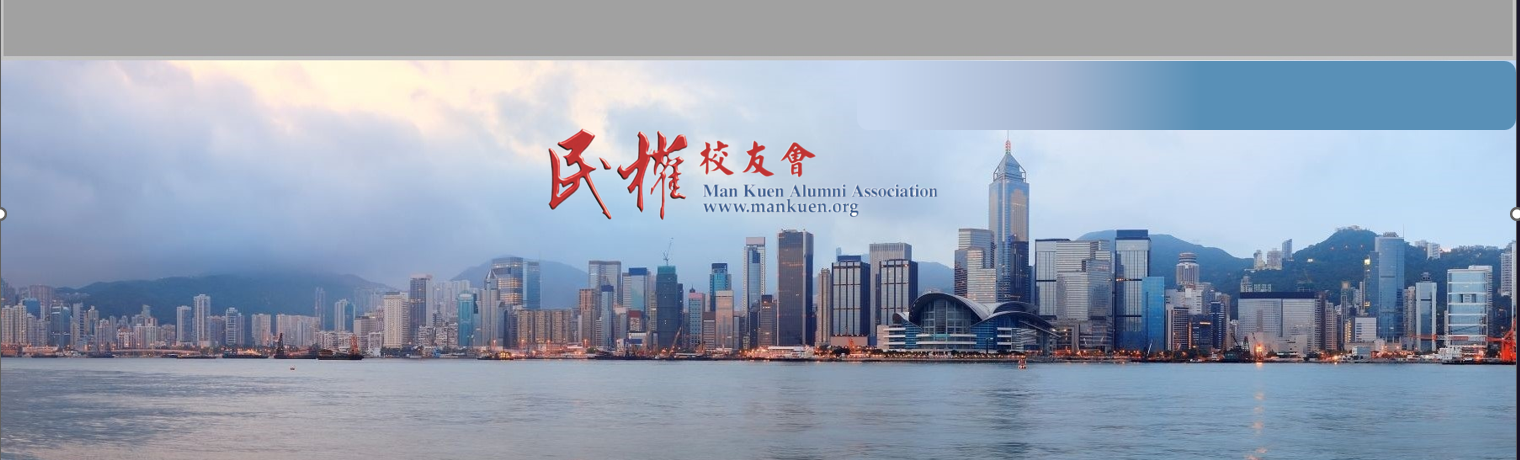 民權校友會
Man Kuen Alumni Association
www.mankuen.org